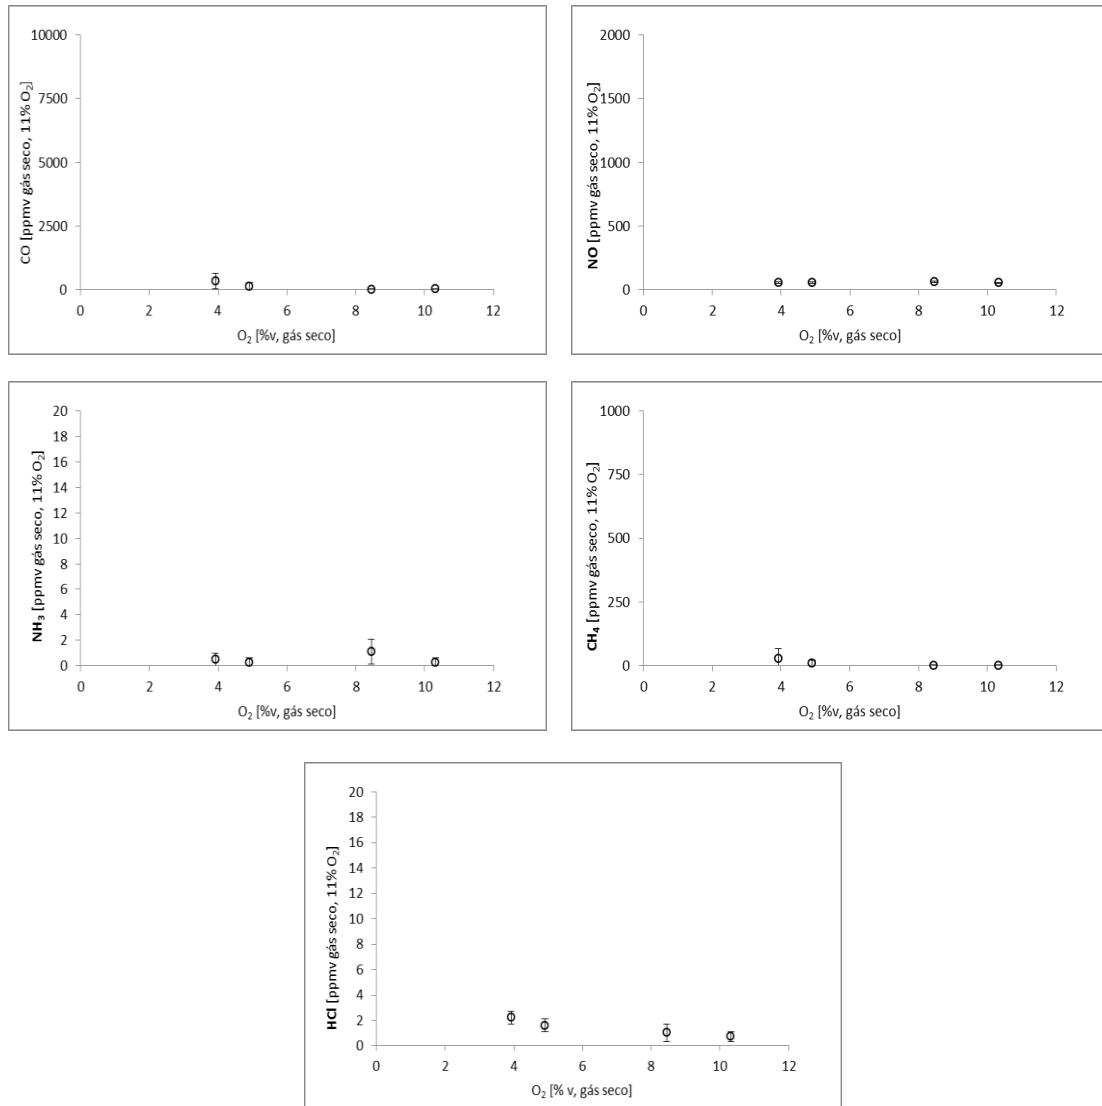 CO [ppmv gás seco, 11% O₂]
10000
7500
5000
2500
0
0 2 4 6 8 10 12
O₂ [%v, gás seco]
NO [ppmv gás seco, 11% O₂]
2000
1500
1000
500
0
0 2 4 6 8 10 12
O₂ [%v, gás seco]
NH₃ [ppmv gás seco, 11% O₂]
20
18
16
14
12
10
8
6
4
2
0
0 2 4 6 8 10 12
O₂ [%v, gás seco]
CH₄ [ppmv gás seco, 11% O₂]
1000
750
500
250
0
0 2 4 6 8 10 12
O₂ [%v, gás seco]
HCl [ppmv gás seco, 11% O₂]
20
18
16
14
12
10
8
6
4
2
0
0 2 4 6 8 10 12
O₂ [% v, gás seco]